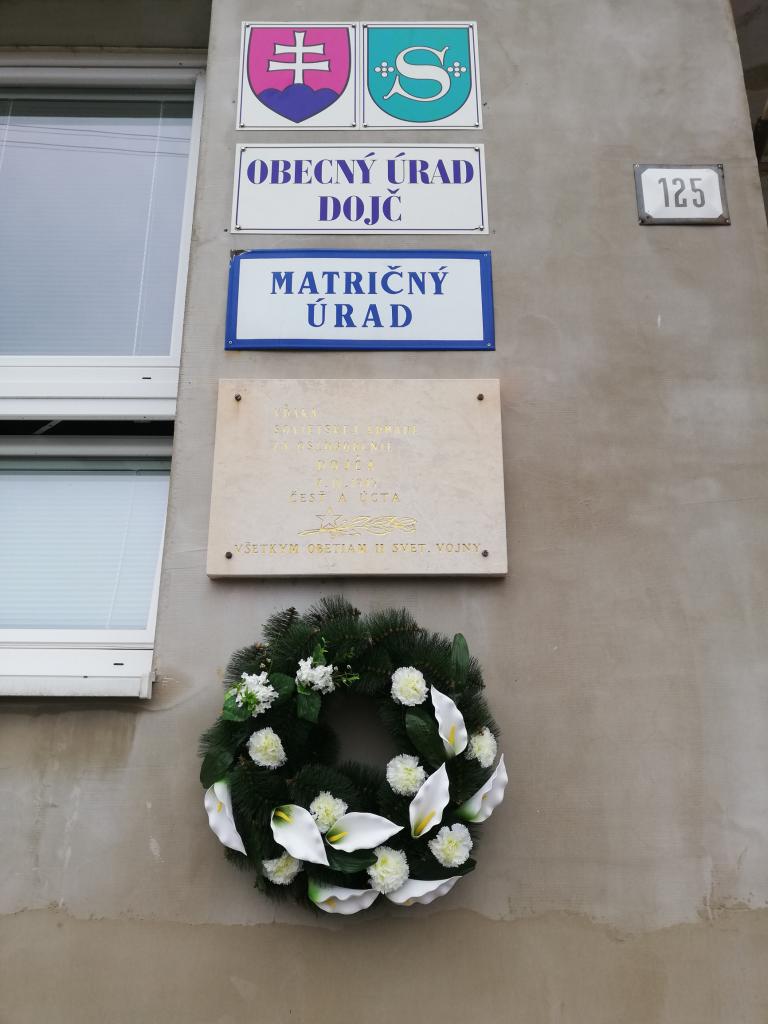 S
OBECNÝ ÚRAD
DOJČ
125
MATRIČNÝ
ÚRAD
VĎAKA
SOVIETSKEJ ARMÁDE
ZA OSLOBODENIE
DOJČA
ČESŤ A ÚCTA
VŠETKÝM OBETIAM II SVET. VOJNY